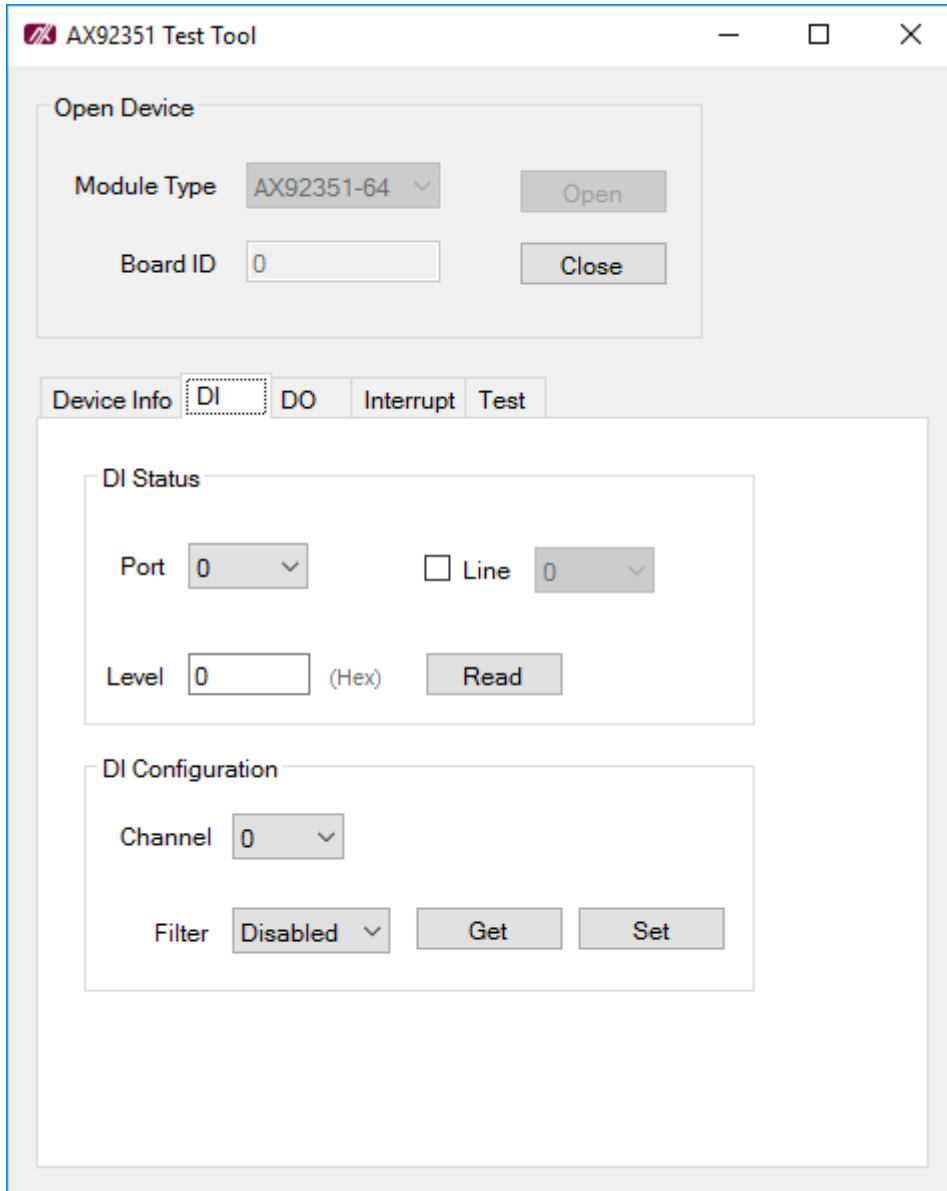 AX92351 Test Tool
Open Device
Module Type AX92351-64 Open
Board ID 0 Close
Device Info DI DO Interrupt Test
DI Status
Port 0 Line 0
Level 0 (Hex) Read
DI Configuration
Channel 0
Filter Disabled Get Set